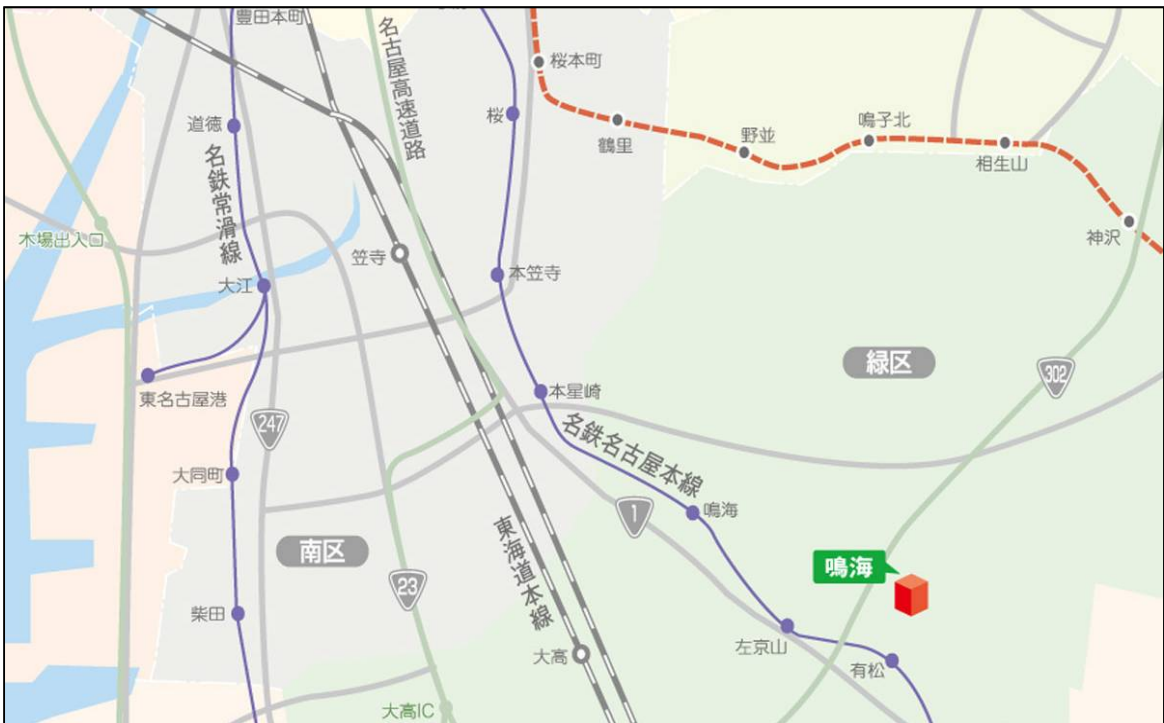 豊田本町
名古屋高速道路
桜本町
桜
道徳
鶴里
野並
鳴子北
相生山
神沢
名鉄常滑線
木場出入口
笠寺
本笠寺
大江
緑区
302
東名古屋港
本星崎
247
名鉄名古屋本線
大同町
鳴海
1
東海道本線
南区
鳴海
23
柴田
大高
左京山
有松
大高IC